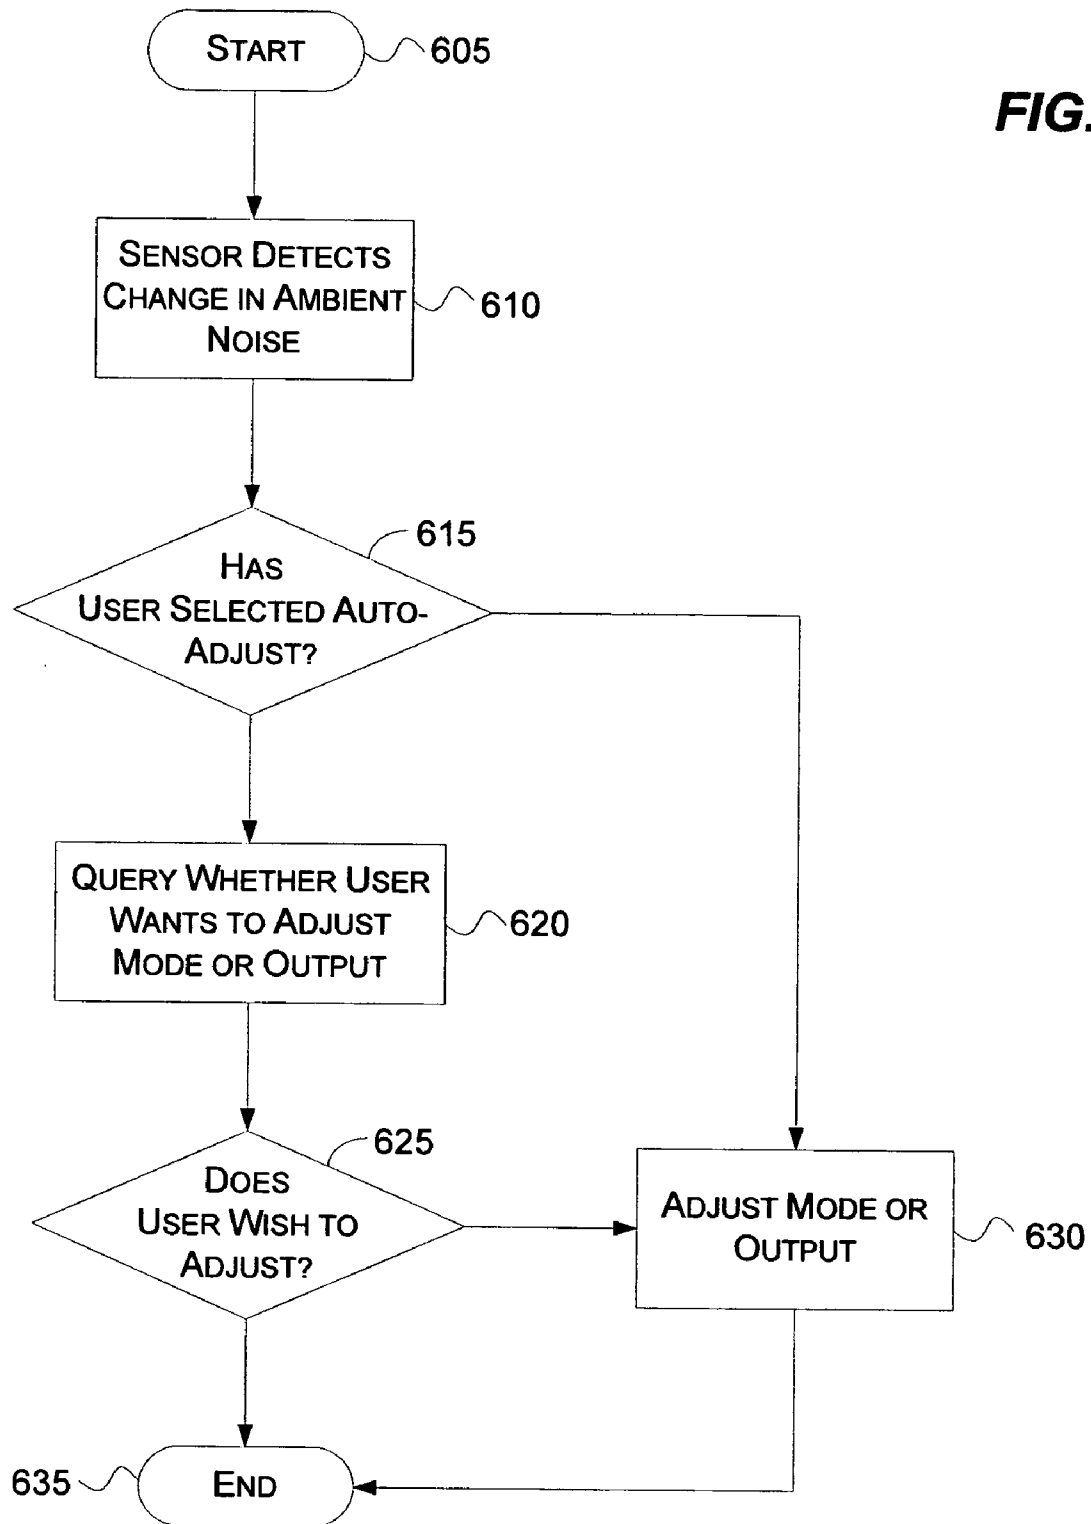 START
605
FIG.
SENSOR DETECTS
CHANGE IN AMBIENT
NOISE
610
615
HAS
USER SELECTED AUTO-
ADJUST?
QUERY WHETHER USER
WANTS TO ADJUST
MODE OR OUTPUT
620
625
DOES
USER WISH TO
ADJUST?
ADJUST MODE OR
OUTPUT
630
635
END